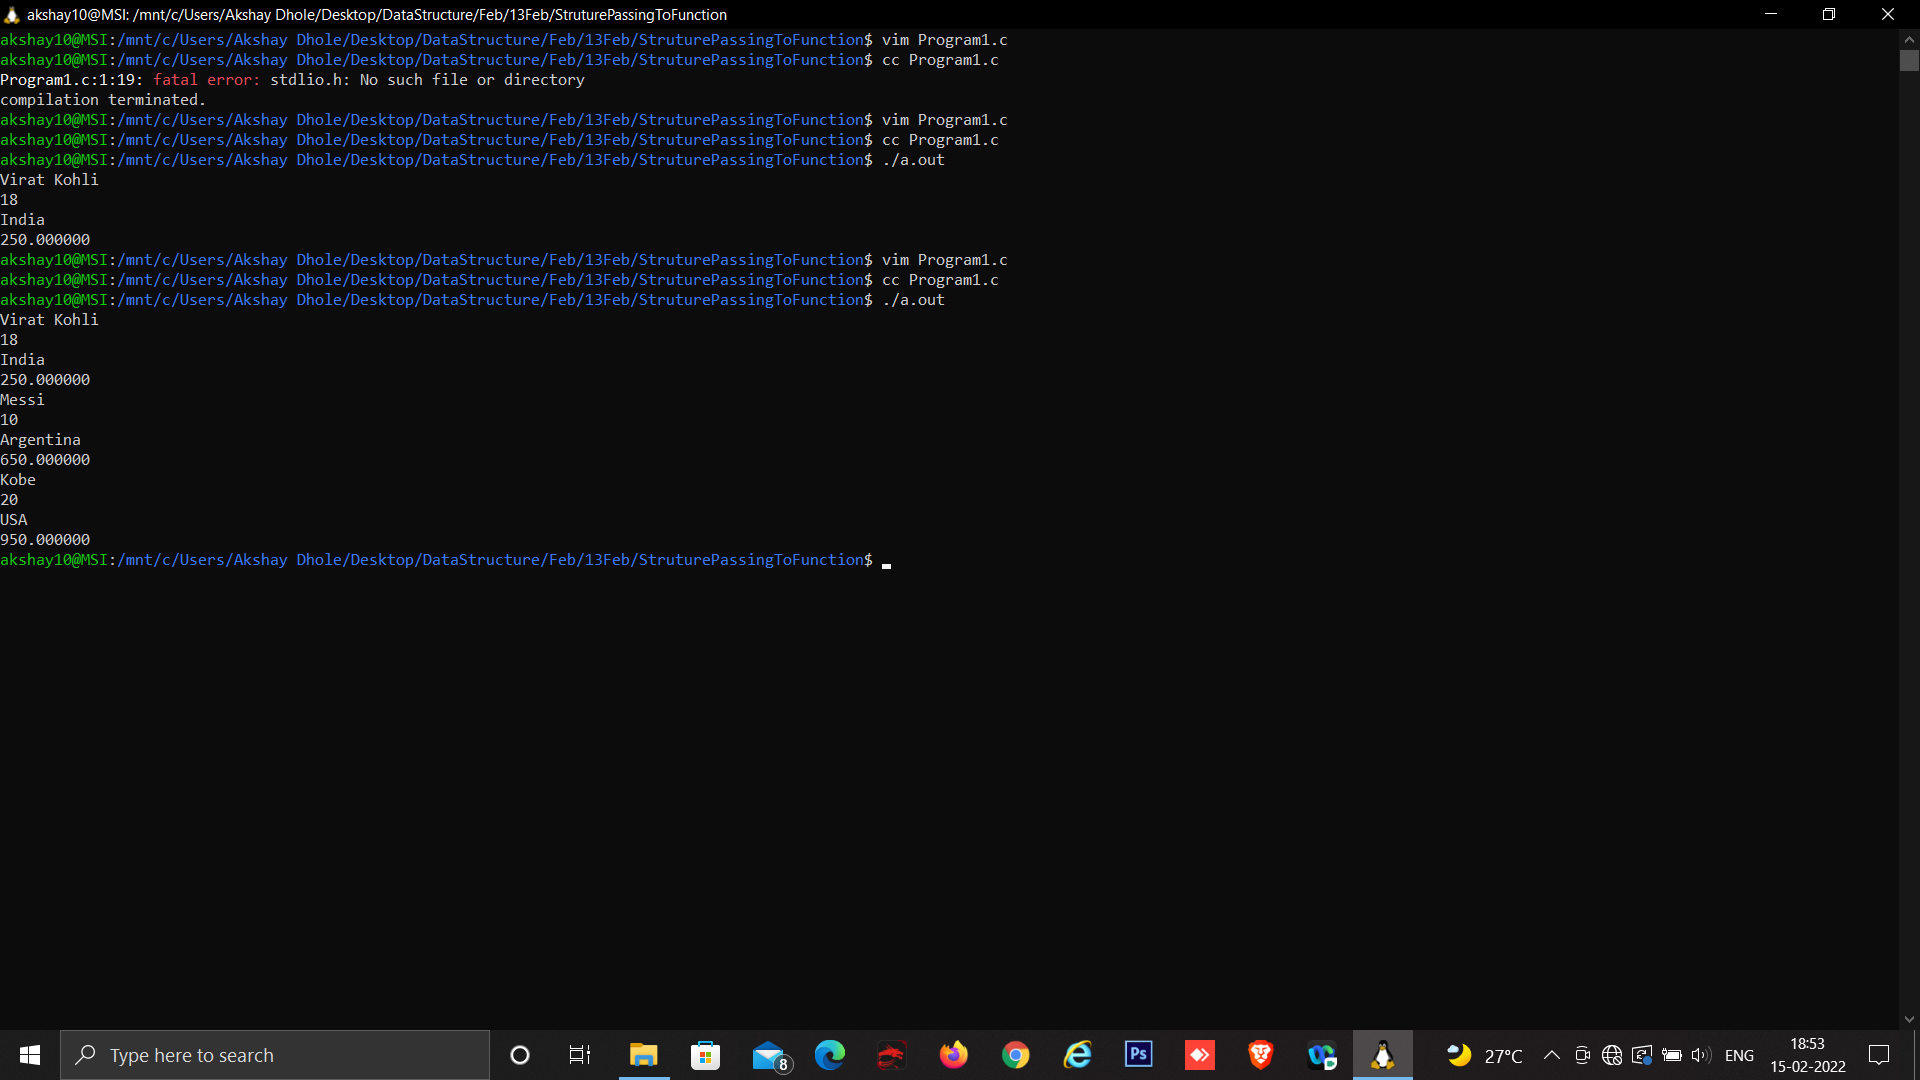 akshay10@MSI: /mnt/c/Users/Akshay Dhole/Desktop/DataStructure/Feb/13Feb/StruturePassingToFunction
akshay10@MSI:/mnt/c/Users/Akshay Dhole/Desktop/DataStructure/Feb/13Feb/StruturePassingToFunction$ vim Program1.c
akshay10@MSI:/mnt/c/Users/Akshay Dhole/Desktop/DataStructure/Feb/13Feb/StruturePassingToFunction$ cc Program1.c
Program1.c:1:19: fatal error: stdlio.h: No such file or directory
compilation terminated.
akshay10@MSI:/mnt/c/Users/Akshay Dhole/Desktop/DataStructure/Feb/13Feb/StruturePassingToFunction$ vim Program1.c
akshay10@MSI:/mnt/c/Users/Akshay Dhole/Desktop/DataStructure/Feb/13Feb/StruturePassingToFunction$ cc Program1.c
akshay10@MSI:/mnt/c/Users/Akshay Dhole/Desktop/DataStructure/Feb/13Feb/StruturePassingToFunction$ ./a.out
Virat Kohli
18
India
250.000000
akshay10@MSI:/mnt/c/Users/Akshay Dhole/Desktop/DataStructure/Feb/13Feb/StruturePassingToFunction$ vim Program1.c
akshay10@MSI:/mnt/c/Users/Akshay Dhole/Desktop/DataStructure/Feb/13Feb/StruturePassingToFunction$ cc Program1.c
akshay10@MSI:/mnt/c/Users/Akshay Dhole/Desktop/DataStructure/Feb/13Feb/StruturePassingToFunction$ ./a.out
Virat Kohli
18
India
250.000000
Messi
10
Argentina
650.000000
Kobe
20
USA
950.000000
akshay10@MSI:/mnt/c/Users/Akshay Dhole/Desktop/DataStructure/Feb/13Feb/StruturePassingToFunction$
Type here to search
8
Ps
27°C
ENG
18:53
15-02-2022